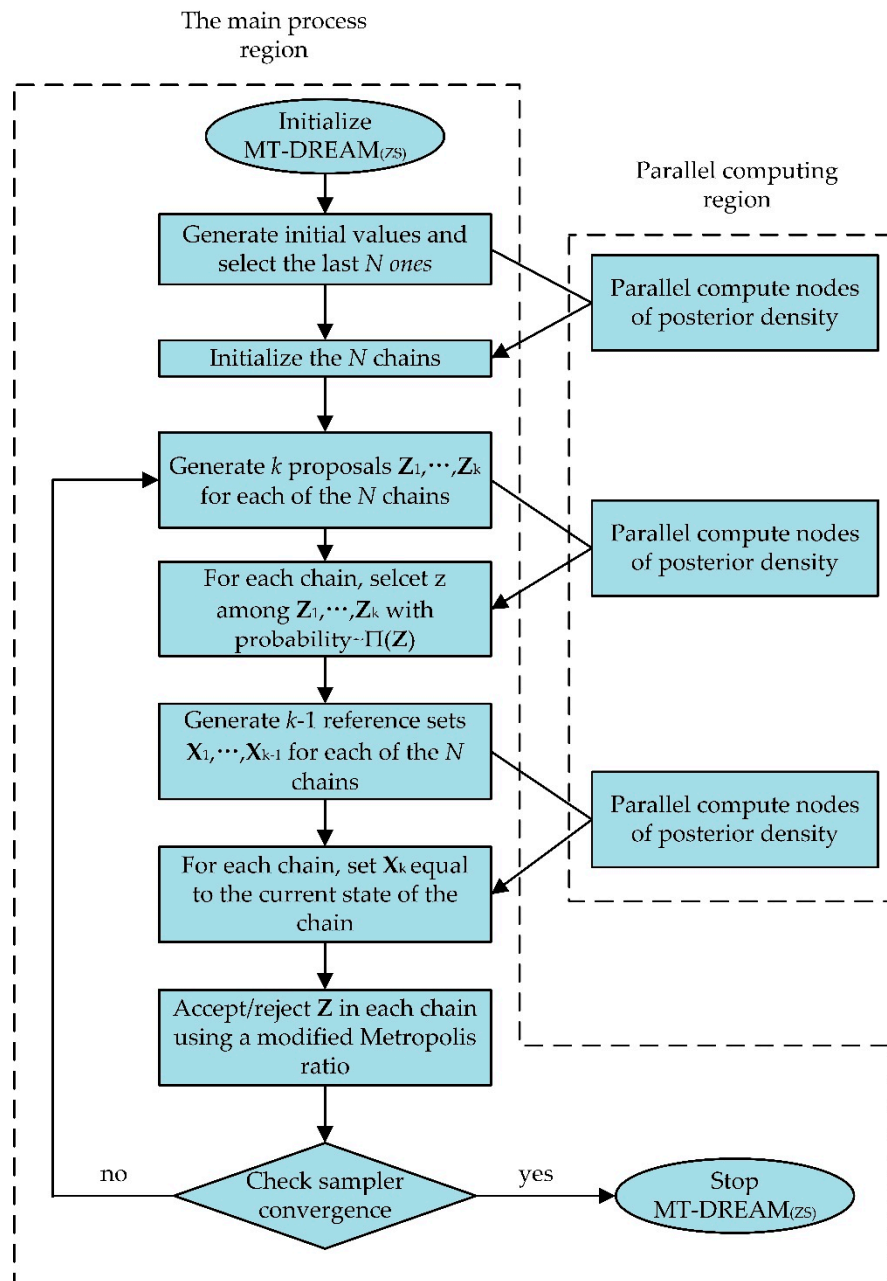 The main process
region
Initialize
MT-DREAM(ZS)
Parallel computing
region
Generate initial values and
select the last N ones
Parallel compute nodes
of posterior density
Initialize the N chains
Generate k proposals Z1,⋯,Zk
for each of the N chains
Parallel compute nodes
of posterior density
For each chain, selcet z
among Z1,⋯,Zk with
probability~Π(Z)
Generate k-1 reference sets
X1,⋯,Xk-1 for each of the N
chains
Parallel compute nodes
of posterior density
For each chain, set Xk equal
to the current state of the
chain
Accept/reject Z in each chain
using a modified Metropolis
ratio
no
Check sampler
convergence
yes
Stop
MT-DREAM(ZS)